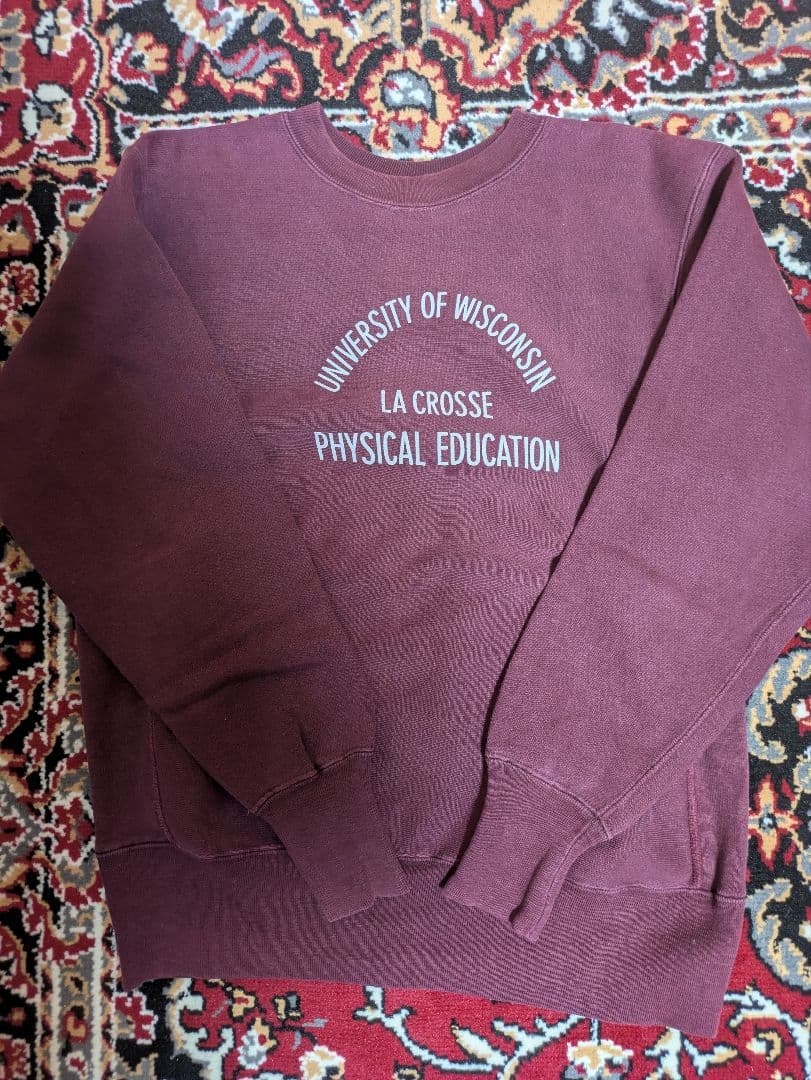 UNIVERSITY OF WISCONSIN
LA CROSSE
PHYSICAL EDUCATION